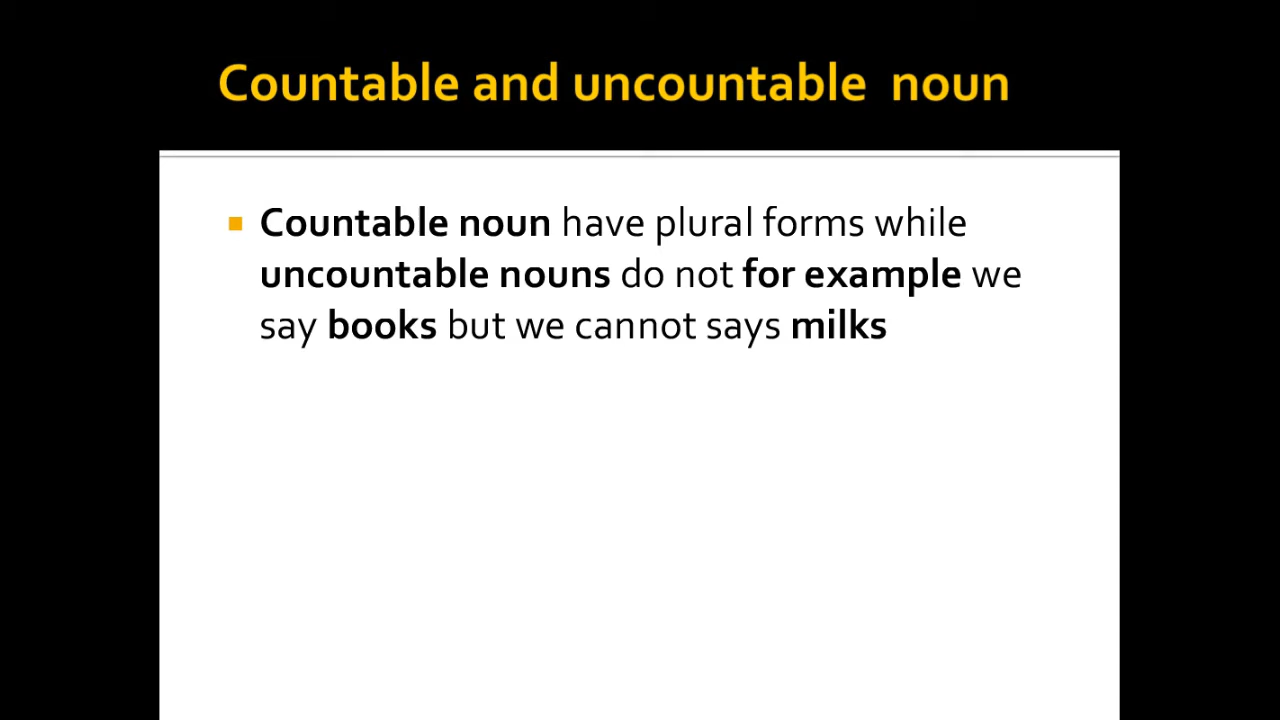 Countable and uncountable noun
Countable noun have plural forms while
uncountable nouns do not for example we
say books but we cannot says milks